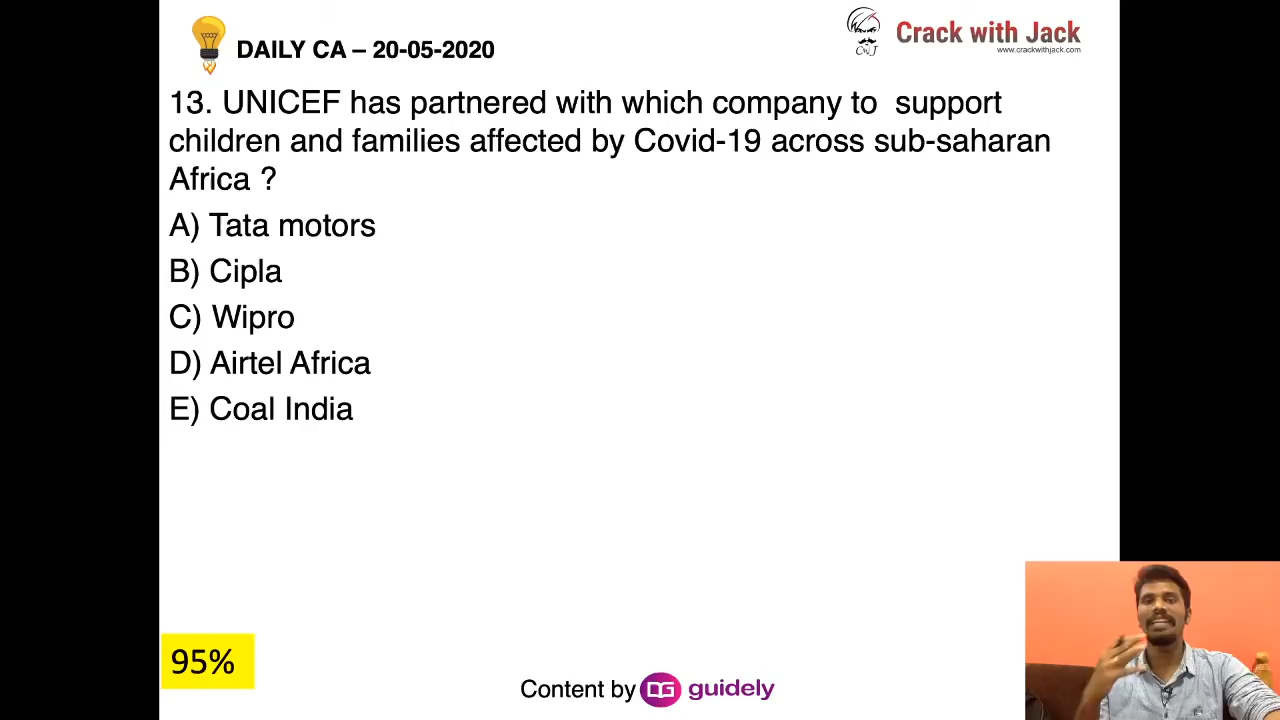 DAILY CA – 20-05-2020
Crack with Jack
www.crackwithjack.com
CwJ
13. UNICEF has partnered with which company to support
children and families affected by Covid-19 across sub-saharan
Africa ?
A) Tata motors
B) Cipla
C) Wipro
D) Airtel Africa
E) Coal India
95%
Content by DG guidely